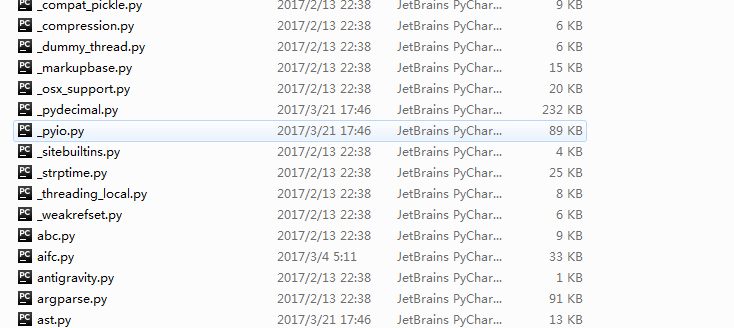 _compat_pickle.py 2017/2/13 22:38 JetBrains PyChar... 9 KB
_compression.py 2017/2/13 22:38 JetBrains PyChar... 6 KB
_dummy_thread.py 2017/2/13 22:38 JetBrains PyChar... 6 KB
_markupbase.py 2017/2/13 22:38 JetBrains PyChar... 15 KB
_osx_support.py 2017/2/13 22:38 JetBrains PyChar... 20 KB
_pydecimal.py 2017/3/21 17:46 JetBrains PyChar... 232 KB
_pyio.py 2017/3/21 17:46 JetBrains PyChar... 89 KB
_sitebuiltins.py 2017/2/13 22:38 JetBrains PyChar... 4 KB
_strptime.py 2017/2/13 22:38 JetBrains PyChar... 25 KB
_threading_local.py 2017/2/13 22:38 JetBrains PyChar... 8 KB
_weakrefset.py 2017/2/13 22:38 JetBrains PyChar... 6 KB
abc.py 2017/2/13 22:38 JetBrains PyChar... 9 KB
aifc.py 2017/3/4 5:11 JetBrains PyChar... 33 KB
antigravity.py 2017/2/13 22:38 JetBrains PyChar... 1 KB
argparse.py 2017/2/13 22:38 JetBrains PyChar... 91 KB
ast.py 2017/3/21 17:46 JetBrains PyChar... 13 KB